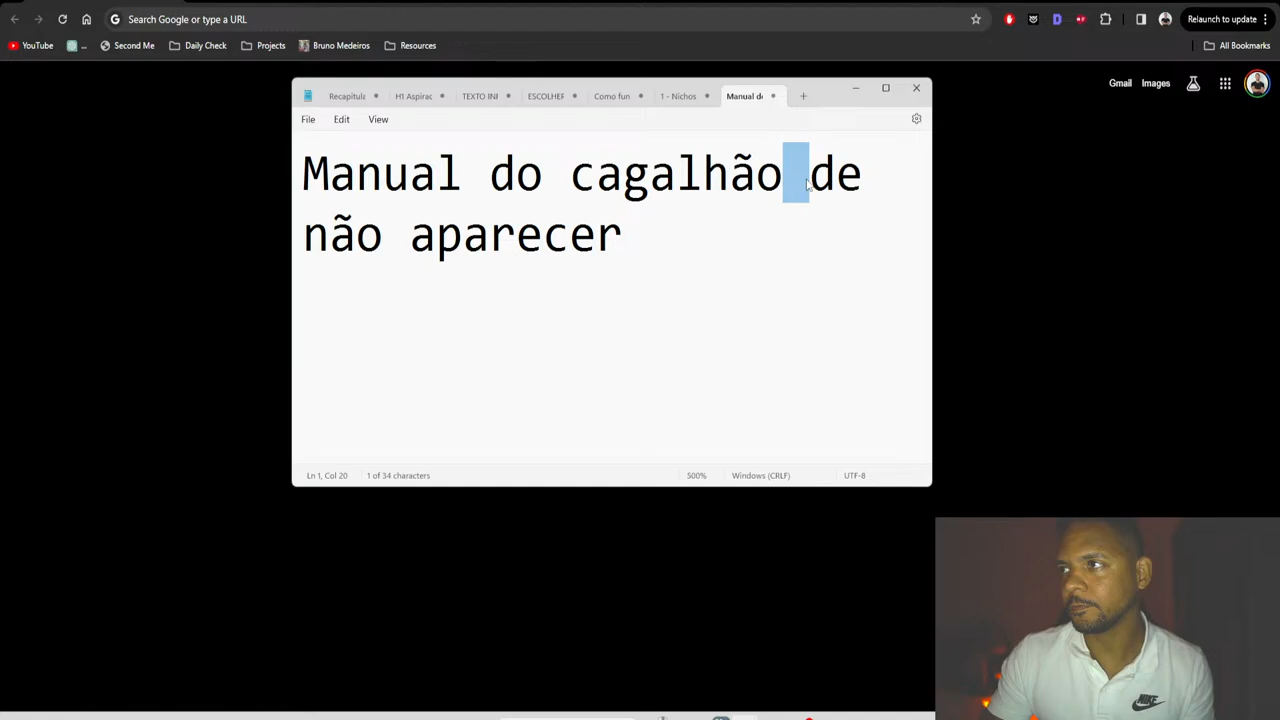 Search Google or type a URL
Relaunch to update
YouTube
...
Second Me
Daily Check
Projects
Bruno Medeiros
Resources
All Bookmarks
Gmail
Images
Recapitula
H1 Aspirac
TEXTO INI
ESCOLHER
Como fun
1 - Nichos
Manual do
File
Edit
View
Manual do cagalhão de
não aparecer
Ln 1, Col 20
1 of 34 characters
500%
Windows (CRLF)
UTF-8
NIKE